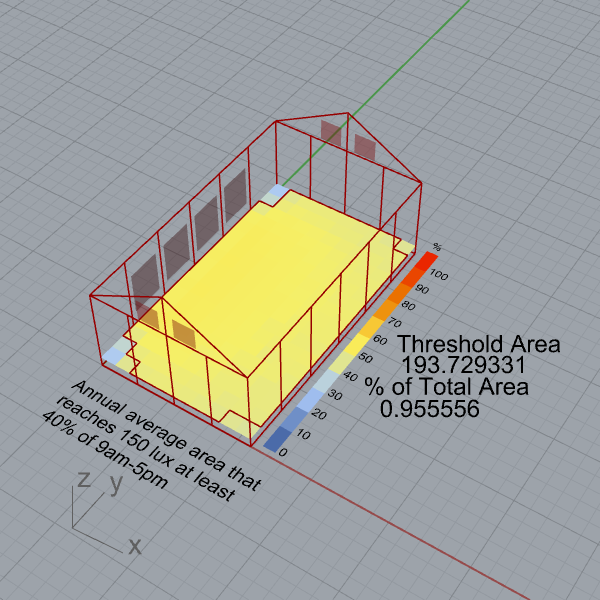 %
100
90
80
70
60
50
40
30
20
10
0
Threshold Area
193.729331
% of Total Area
0.955556
Annual average area that
reaches 150 lux at least
40% of 9am-5pm
z
y
x